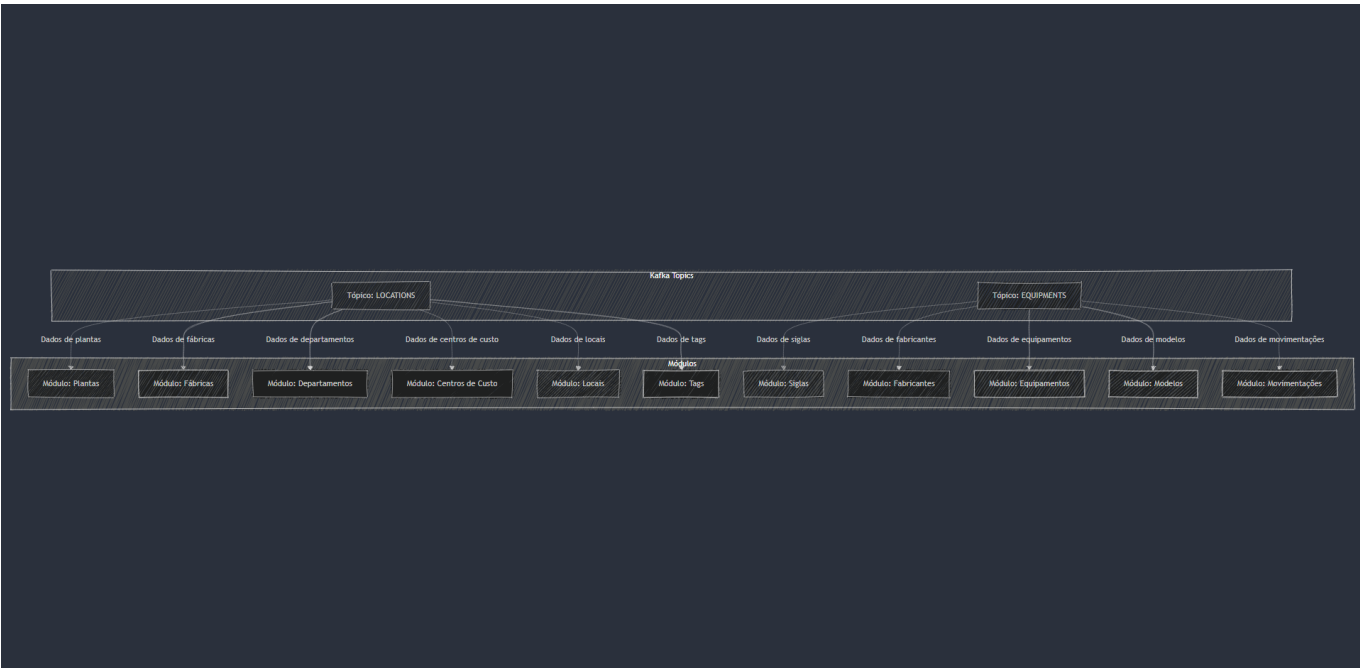 Kafka Topics
Tópico: LOCATIONS
Tópico: EQUIPMENTS
Dados de plantas
Dados de fábricas
Dados de departamentos
Dados de centros de custo
Dados de locais
Dados de tags
Dados de siglas
Dados de fabricantes
Dados de equipamentos
Dados de modelos
Dados de movimentações
Módulos
Módulo: Plantas
Módulo: Fábricas
Módulo: Departamentos
Módulo: Centros de Custo
Módulo: Locais
Módulo: Tags
Módulo: Siglas
Módulo: Fabricantes
Módulo: Equipamentos
Módulo: Modelos
Módulo: Movimentações